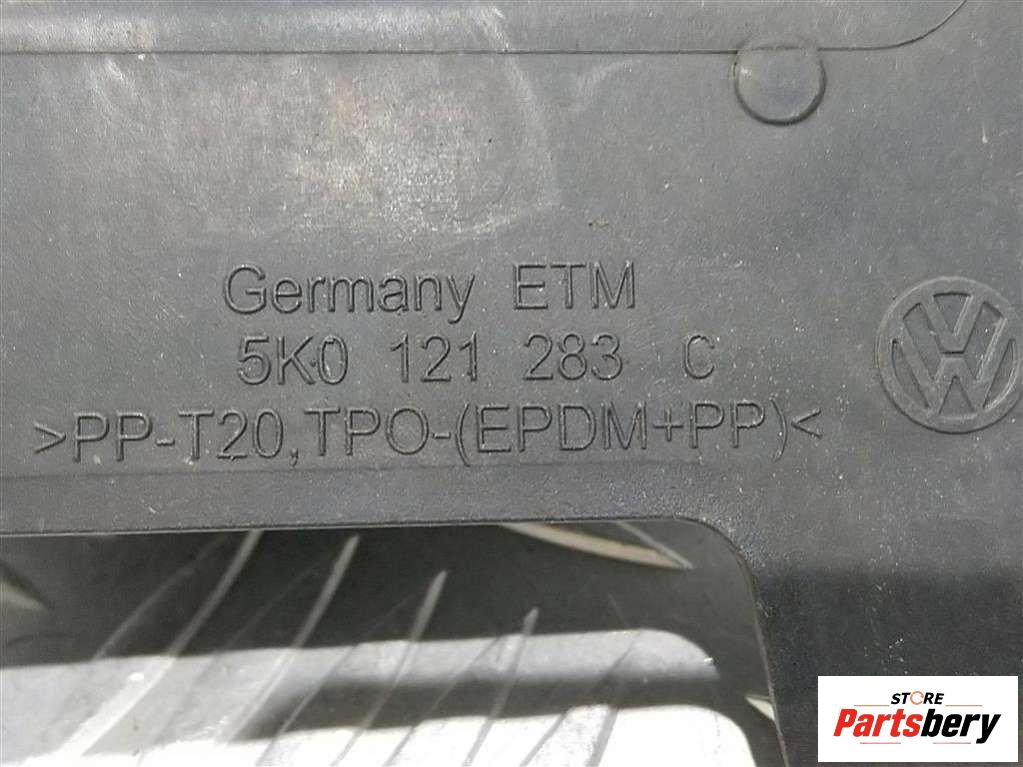 Germany ETM
5K0 121 283 C
>PP-T20,TPO-(EPDM+PP)<
STORE
Partsbery